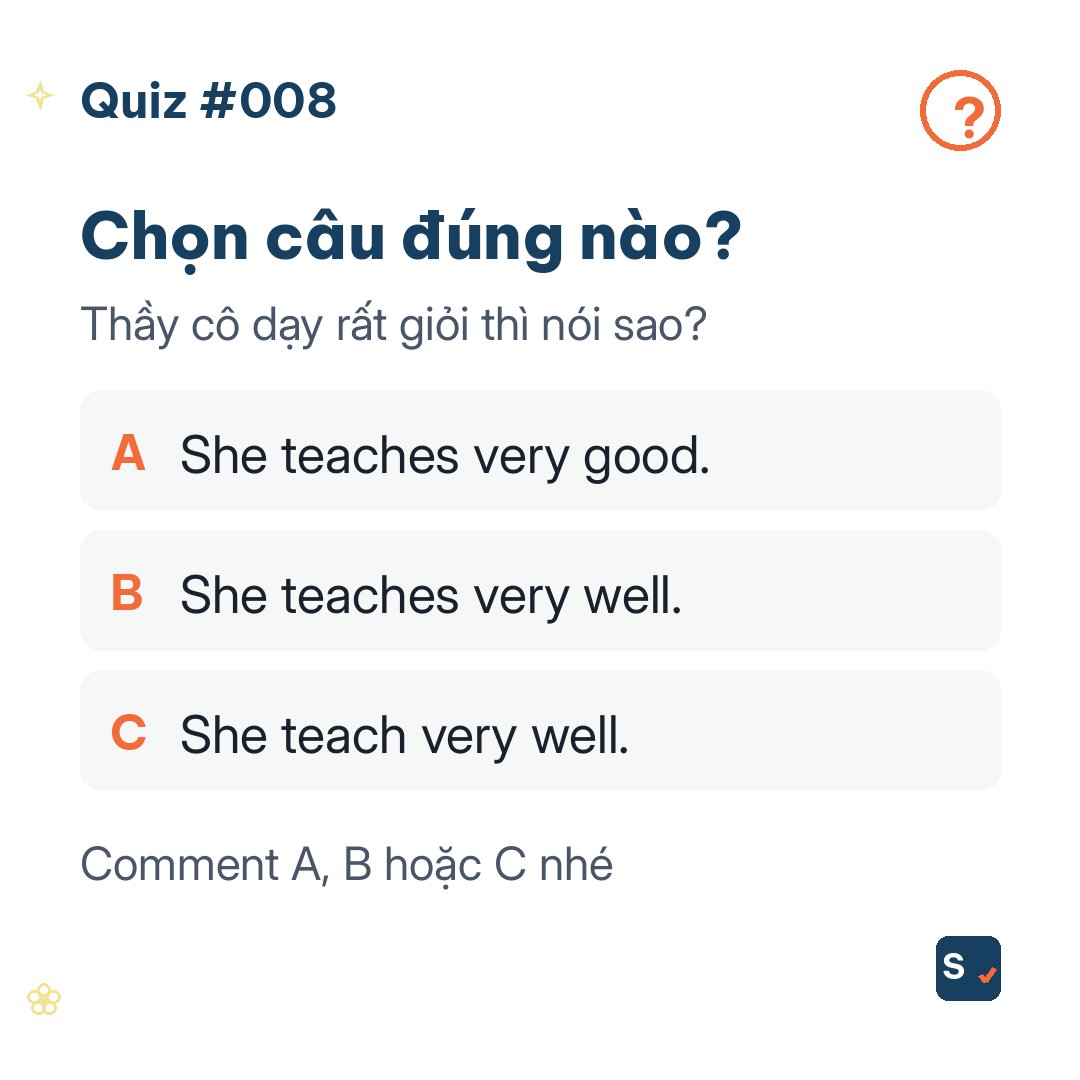 Quiz #008
?
Chọn câu đúng nào?
Thầy cô dạy rất giỏi thì nói sao?
A She teaches very good.
B She teaches very well.
C She teach very well.
Comment A, B hoặc C nhé
S